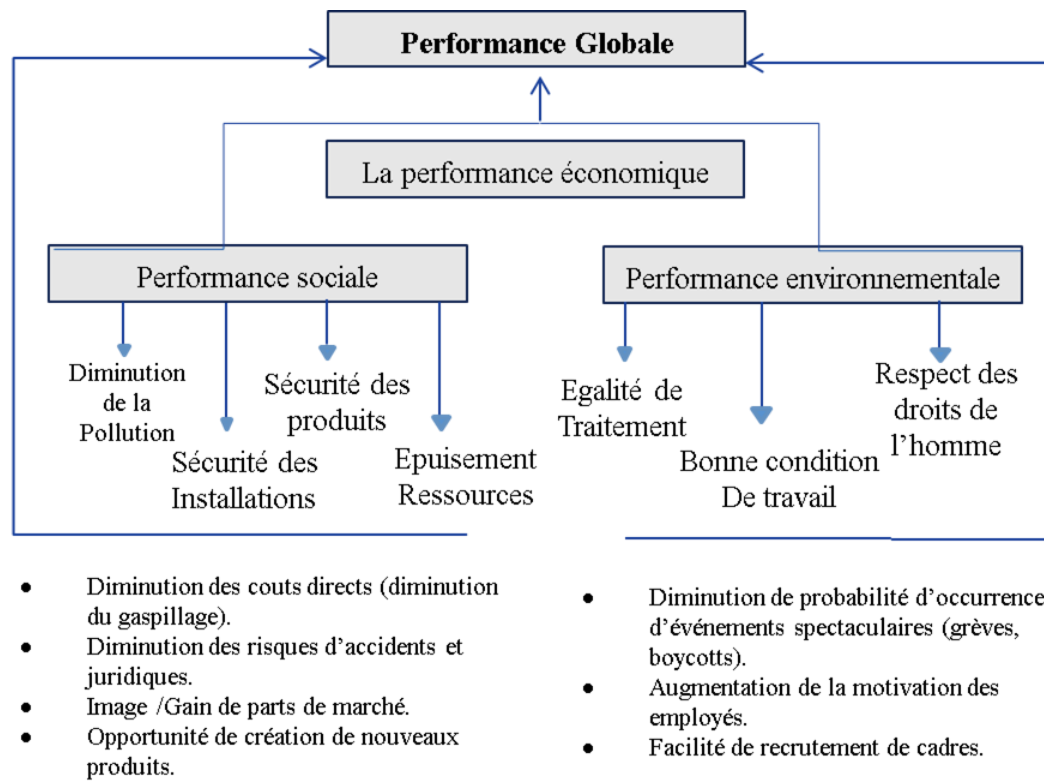 Performance Globale
La performance économique
Performance sociale
Performance environnementale
Diminution
de la
Pollution
Sécurité des
Installations
Sécurité des
produits
Epuisement
Ressources
Egalité de
Traitement
Bonne condition
De travail
Respect des
droits de
l’homme
● Diminution des couts directs (diminution
du gaspillage).
● Diminution des risques d’accidents et
juridiques.
● Image /Gain de parts de marché.
● Opportunité de création de nouveaux
produits.
● Diminution de probabilité d’occurrence
d’événements spectaculaires (grèves,
boycotts).
● Augmentation de la motivation des
employés.
● Facilité de recrutement de cadres.